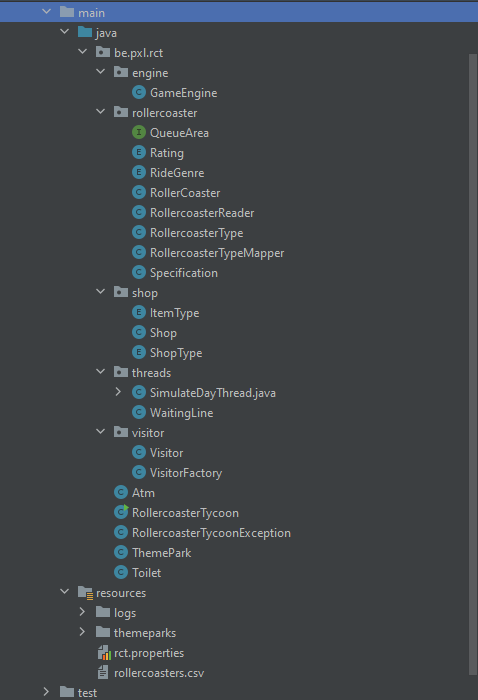 main
java
be.pxl.rct
engine
C GameEngine
rollercoaster
I QueueArea
E Rating
E RideGenre
C RollerCoaster
C RollercoasterReader
C RollercoasterType
C RollercoasterTypeMapper
C Specification
shop
E ItemType
C Shop
E ShopType
threads
C SimulateDayThread.java
C WaitingLine
visitor
C Visitor
C VisitorFactory
C Atm
C RollercoasterTycoon
C RollercoasterTycoonException
C ThemePark
C Toilet
resources
logs
themeparks
rct.properties
rollercoasters.csv
test